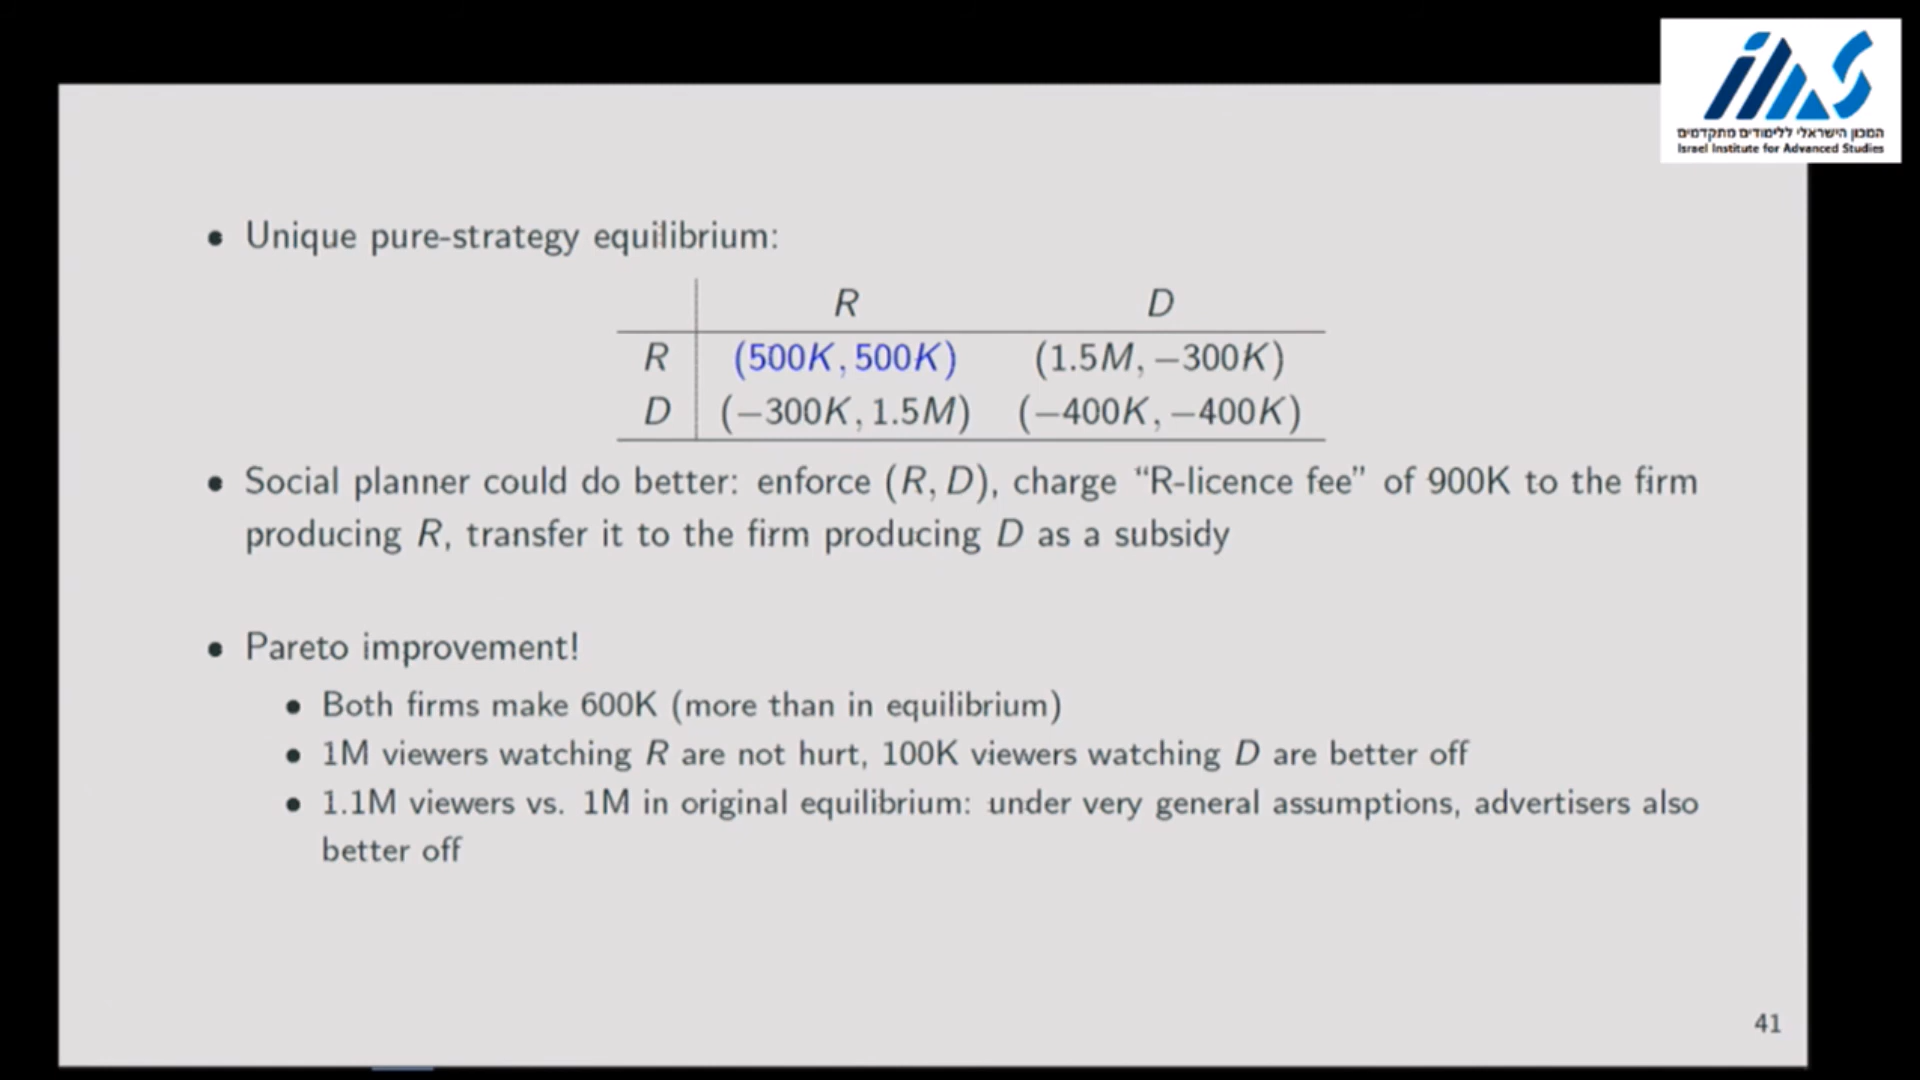 המכון הישראלי ללימודים מתקדמים
Israel Institute for Advanced Studies
• Unique pure-strategy equilibrium:
R D
R (500K, 500K) (1.5M, −300K)
D (−300K, 1.5M) (−400K, −400K)
• Social planner could do better: enforce (R, D), charge “R-licence fee” of 900K to the firm
producing R, transfer it to the firm producing D as a subsidy
• Pareto improvement!
• Both firms make 600K (more than in equilibrium)
• 1M viewers watching R are not hurt, 100K viewers watching D are better off
• 1.1M viewers vs. 1M in original equilibrium: under very general assumptions, advertisers also
better off
41